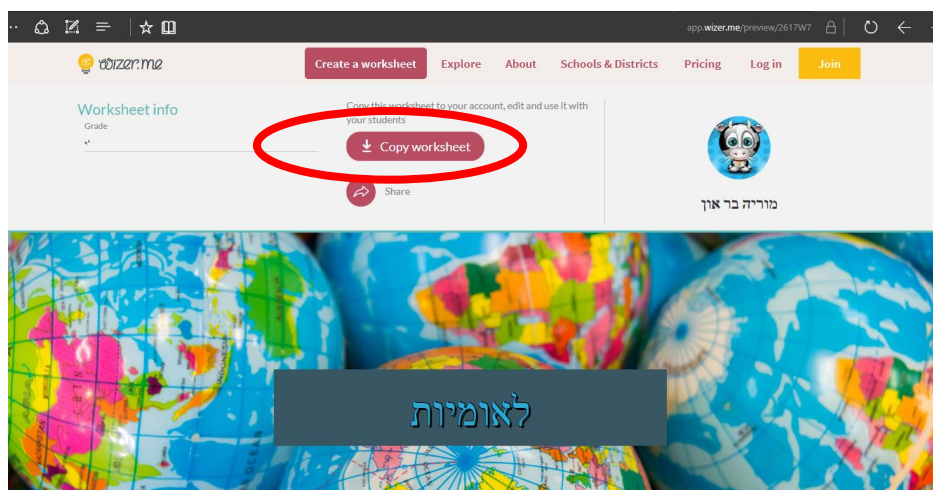 app.wizer.me/preview/2617W7
wizer.me
Create a worksheet Explore About Schools & Districts Pricing Log in Join
Worksheet info
Grade
י'
Copy this worksheet to your account, edit and use it with
your students
Copy worksheet
Share
מוריה בר און
לאומיות